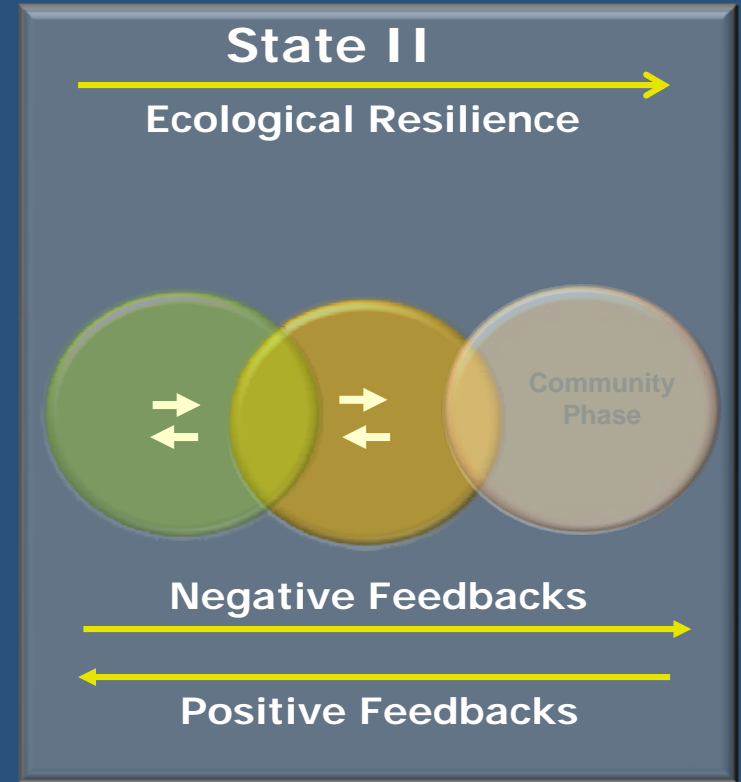 State II
Ecological Resilience
Community
Phase
Negative Feedbacks
Positive Feedbacks